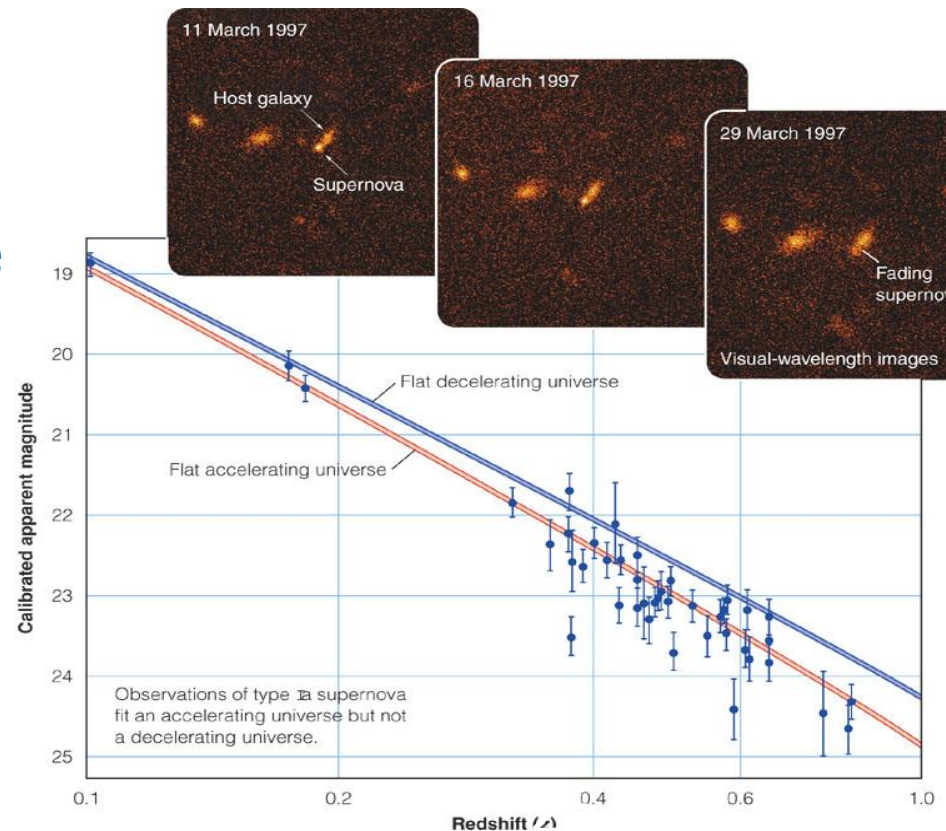 11 March 1997
Host galaxy
Supernova
16 March 1997
29 March 1997
Fading
Visual-wavelength images
19
20
21
22
23
24
25
Calibrated apparent magnitude
Flat decelerating universe
Flat accelerating universe
Observations of type Ia supernova
fit an accelerating universe but not
a decelerating universe.
0.1
0.2
0.4
0.6
1.0
Redshift